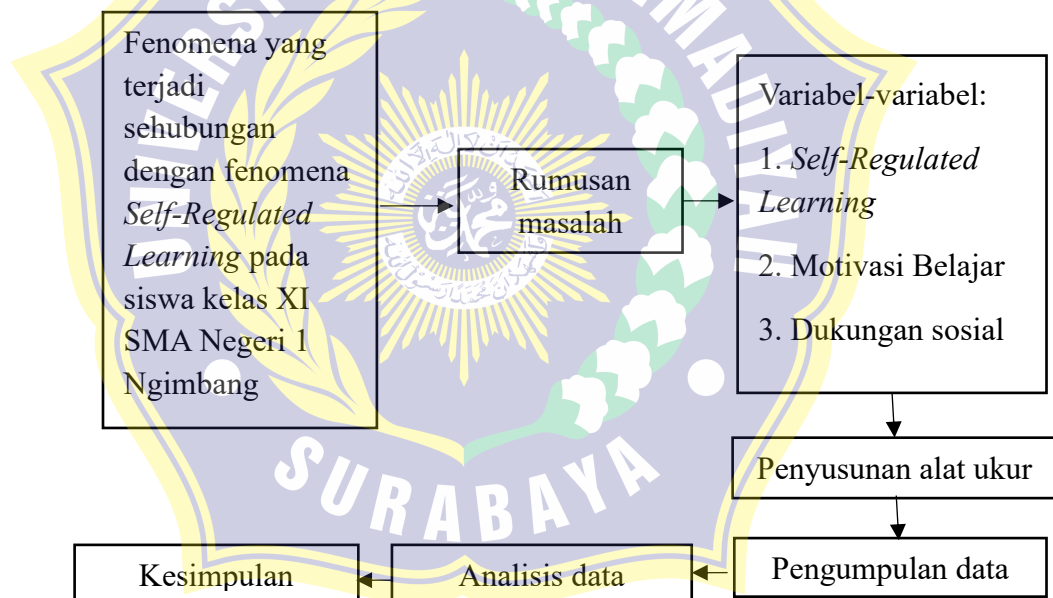 Fenomena yang
terjadi
sehubungan
dengan fenomena
Self-Regulated
Learning pada
siswa kelas XI
SMA Negeri 1
Ngimbang
Rumusan
masalah
Variabel-variabel:
1. Self-Regulated
Learning
2. Motivasi Belajar
3. Dukungan sosial
Penyusunan alat ukur
Pengumpulan data
Analisis data
Kesimpulan
SURABAYA